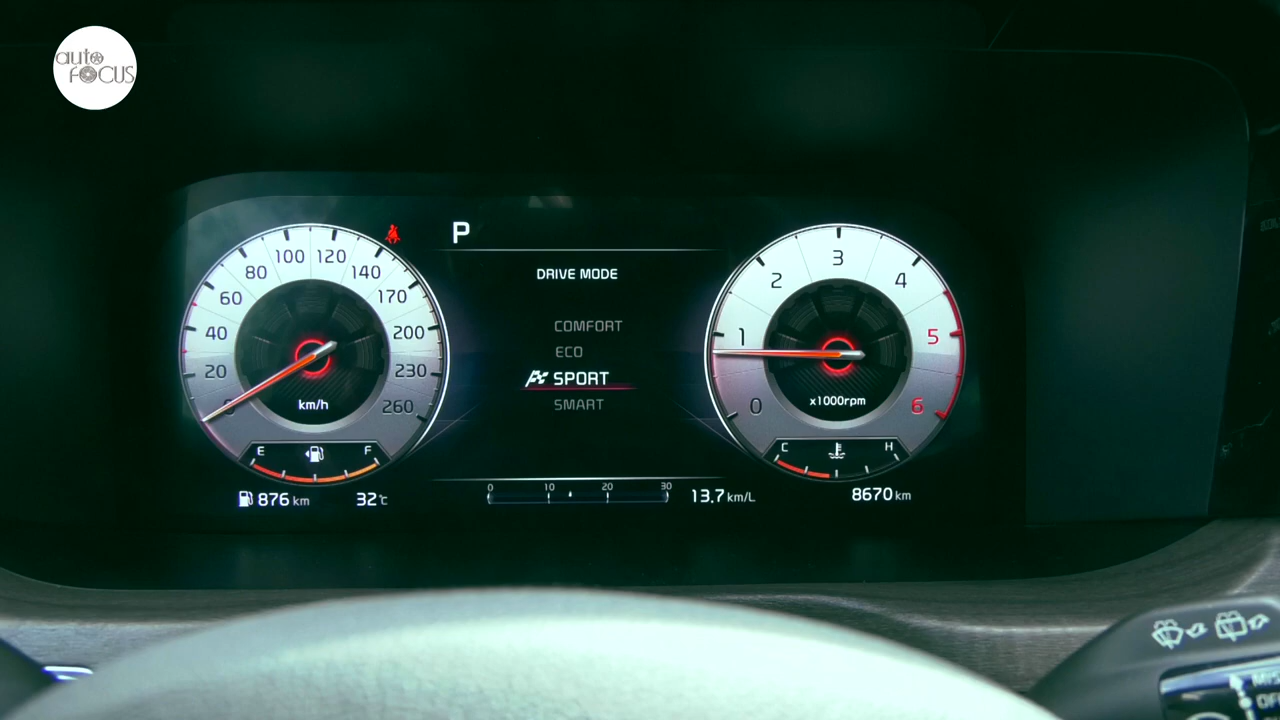 auto
FOCUS
P
DRIVE MODE
COMFORT
ECO
SPORT
SMART
0 20 40 60 80 100 120 140 170 200 230 260
km/h
E F
876 km
32℃
0 10 20 30
13.7 km/L
0 1 2 3 4 5 6
x1000rpm
C H
8670 km